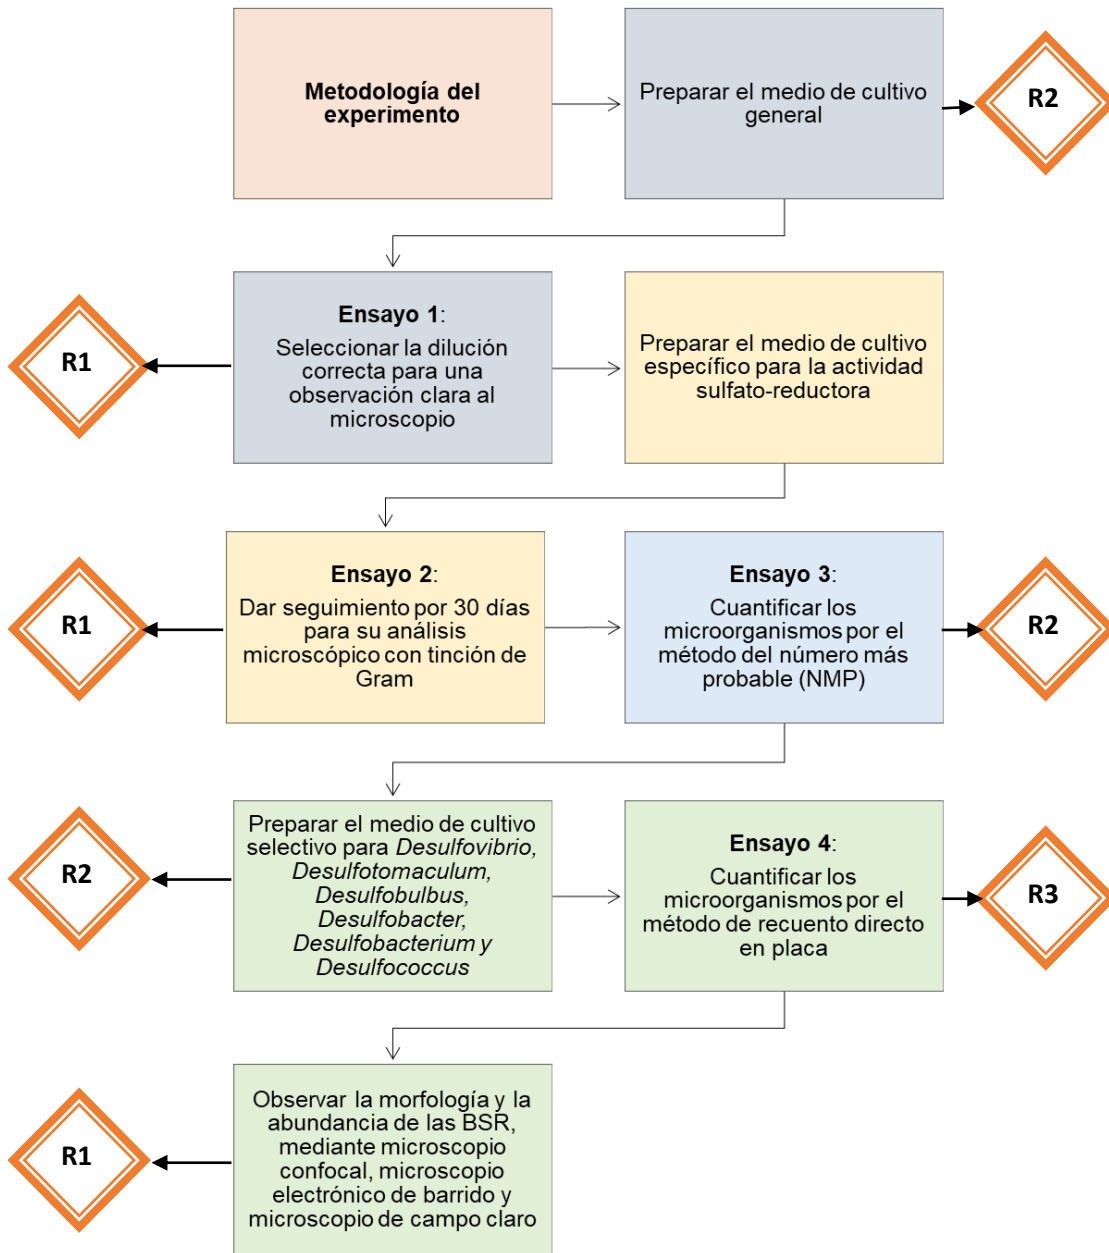 Metodología del
experimento
Preparar el medio de cultivo
general
R2
R1
Ensayo 1:
Seleccionar la dilución
correcta para una
observación clara al
microscopio
Preparar el medio de cultivo
específico para la actividad
sulfato-reductora
R1
Ensayo 2:
Dar seguimiento por 30 días
para su análisis
microscópico con tinción de
Gram
Ensayo 3:
Cuantificar los
microorganismos por el
método del número más
probable (NMP)
R2
R2
Preparar el medio de cultivo
selectivo para Desulfovibrio,
Desulfotomaculum,
Desulfobulbus,
Desulfobacter,
Desulfobacterium y
Desulfococcus
Ensayo 4:
Cuantificar los
microorganismos por el
método de recuento directo
en placa
R3
R1
Observar la morfología y la
abundancia de las BSR,
mediante microscopio
confocal, microscopio
electrónico de barrido y
microscopio de campo claro